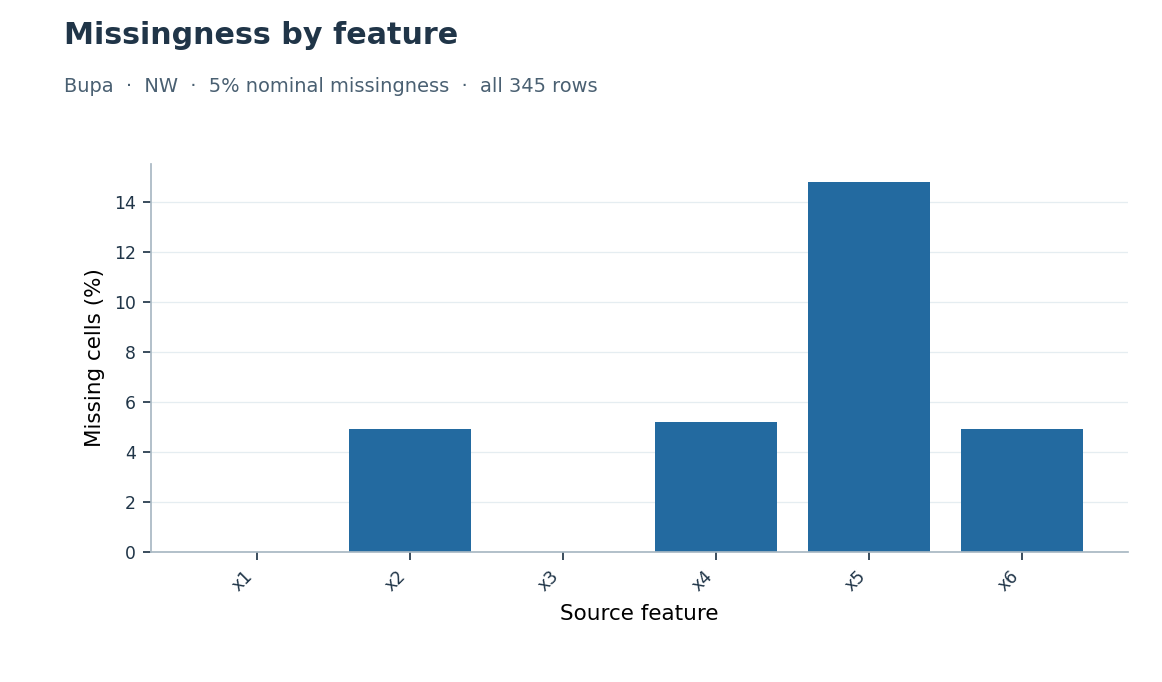 Missingness by feature
Bupa · NW · 5% nominal missingness · all 345 rows
Missing cells (%)
14
12
10
8
6
4
2
0
x1 x2 x3 x4 x5 x6
Source feature